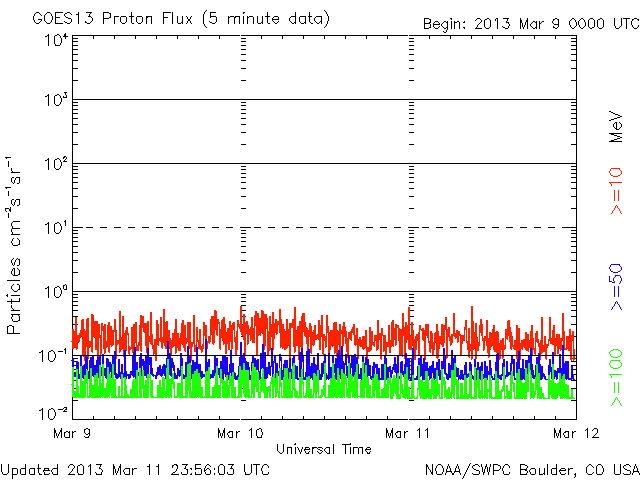 GOES13 Proton Flux (5 minute data)
Begin: 2013 Mar 9 0000 UTC
Particles cm⁻²s⁻¹sr⁻¹
10⁴
10³
10²
10¹
10⁰
10⁻¹
10⁻²
MeV
>=10
>=50
>=100
Mar 9
Mar 10
Mar 11
Mar 12
Universal Time
Updated 2013 Mar 11 23:56:03 UTC
NOAA/SWPC Boulder, CO USA